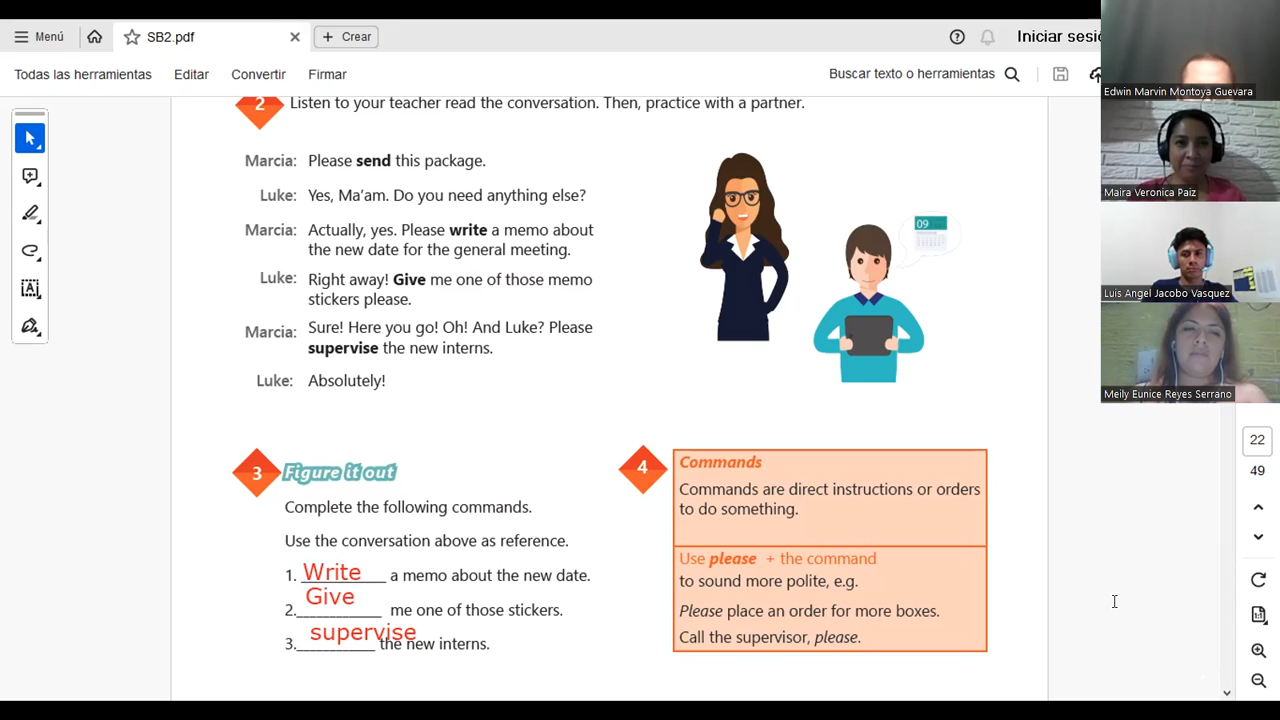 Menú
SB2.pdf
Crear
Iniciar sesió
Todas las herramientas
Editar
Convertir
Firmar
Buscar texto o herramientas
2 Listen to your teacher read the conversation. Then, practice with a partner.
Marcia: Please send this package.
Luke: Yes, Ma'am. Do you need anything else?
Marcia: Actually, yes. Please write a memo about
the new date for the general meeting.
Luke: Right away! Give me one of those memo
stickers please.
Marcia: Sure! Here you go! Oh! And Luke? Please
supervise the new interns.
Luke: Absolutely!
09
3 Figure it out
Complete the following commands.
Use the conversation above as reference.
1. Write a memo about the new date.
2. Give me one of those stickers.
3. supervise the new interns.
4 Commands
Commands are direct instructions or orders
to do something.
Use please + the command
to sound more polite, e.g.
Please place an order for more boxes.
Call the supervisor, please.
Edwin Marvin Montoya Guevara
Maira Veronica Paiz
Luis Angel Jacobo Vasquez
Meily Eunice Reyes Serrano
22
49